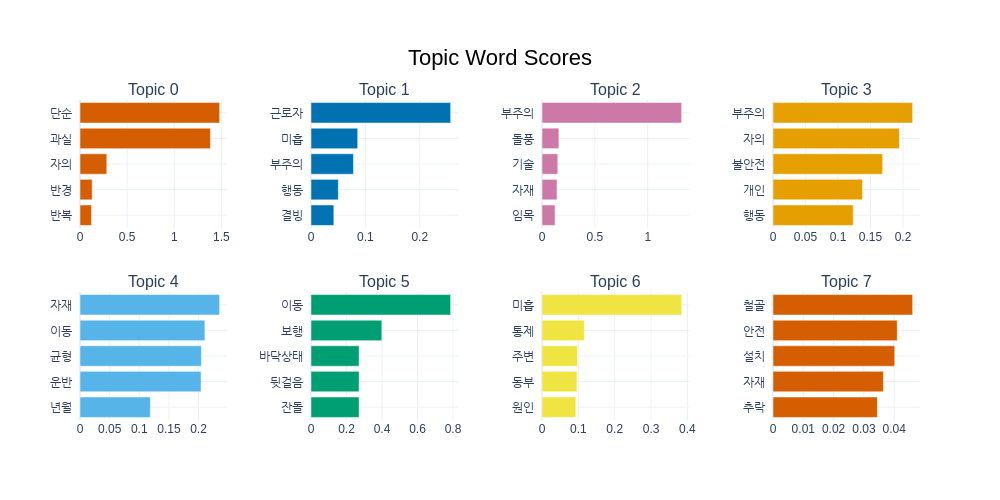 Topic Word Scores
Topic 0
단순
과실
자의
반경
반복
0 0.5 1 1.5
Topic 1
근로자
미흡
부주의
행동
결빙
0 0.1 0.2
Topic 2
부주의
돌풍
기술
자재
임목
0 0.5 1
Topic 3
부주의
자의
불안전
개인
행동
0 0.05 0.1 0.15 0.2
Topic 4
자재
이동
균형
운반
년월
0 0.05 0.1 0.15 0.2
Topic 5
이동
보행
바닥상태
뒷걸음
잔돌
0 0.2 0.4 0.6 0.8
Topic 6
미흡
통제
주변
동부
원인
0 0.1 0.2 0.3 0.4
Topic 7
철골
안전
설치
자재
추락
0 0.01 0.02 0.03 0.04